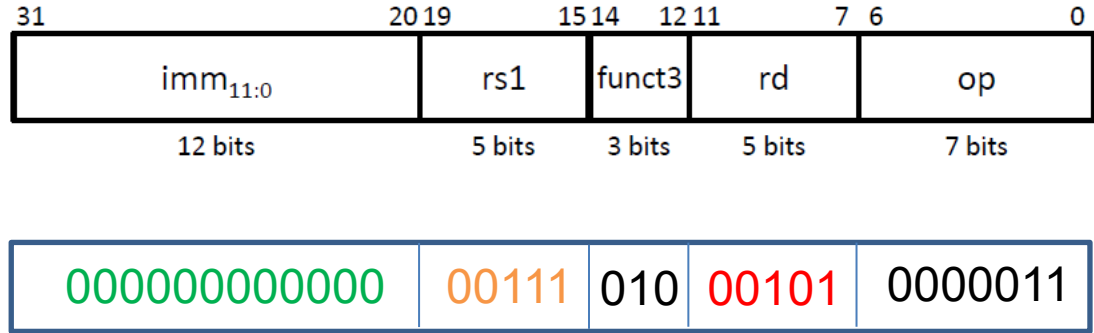 31 20 19 15 14 12 11 7 6 0
imm11:0 rs1 funct3 rd op
12 bits 5 bits 3 bits 5 bits 7 bits
000000000000 00111 010 00101 0000011